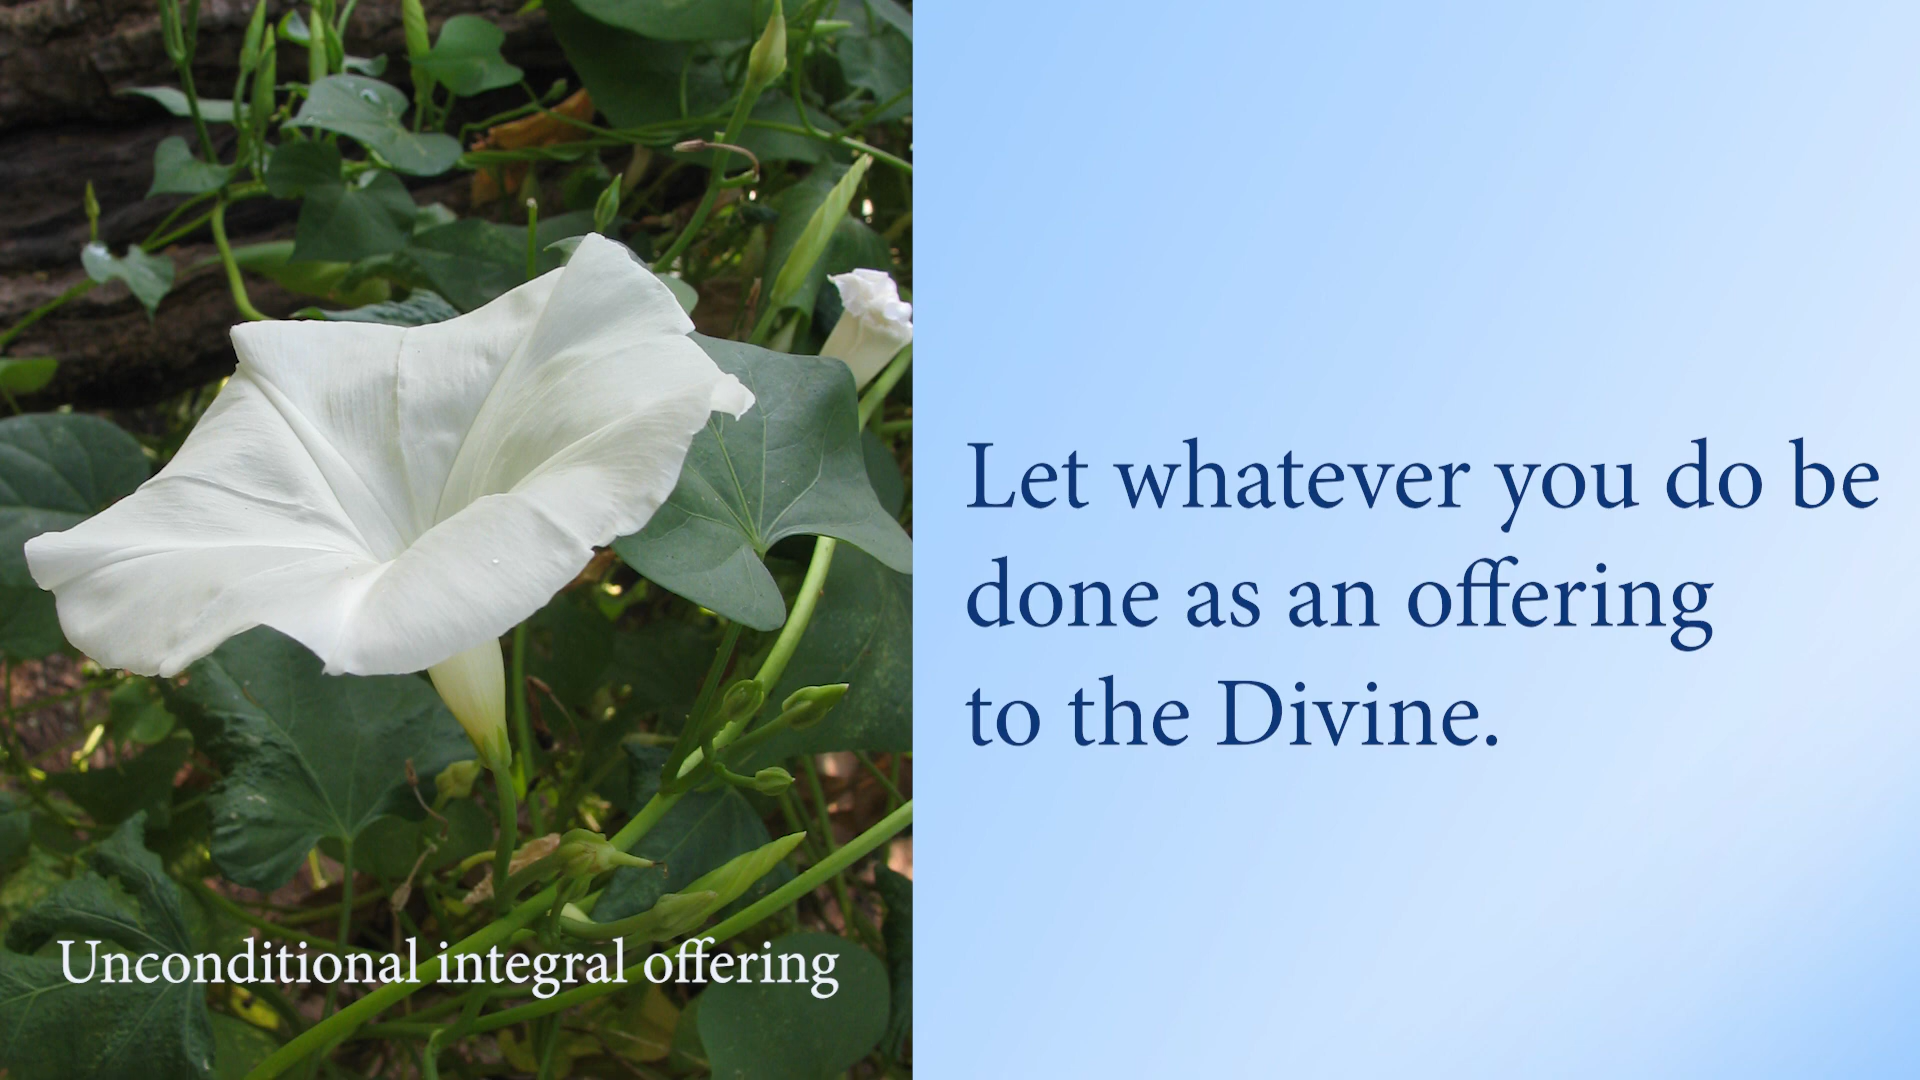 Let whatever you do be
done as an offering
to the Divine.
Unconditional integral offering